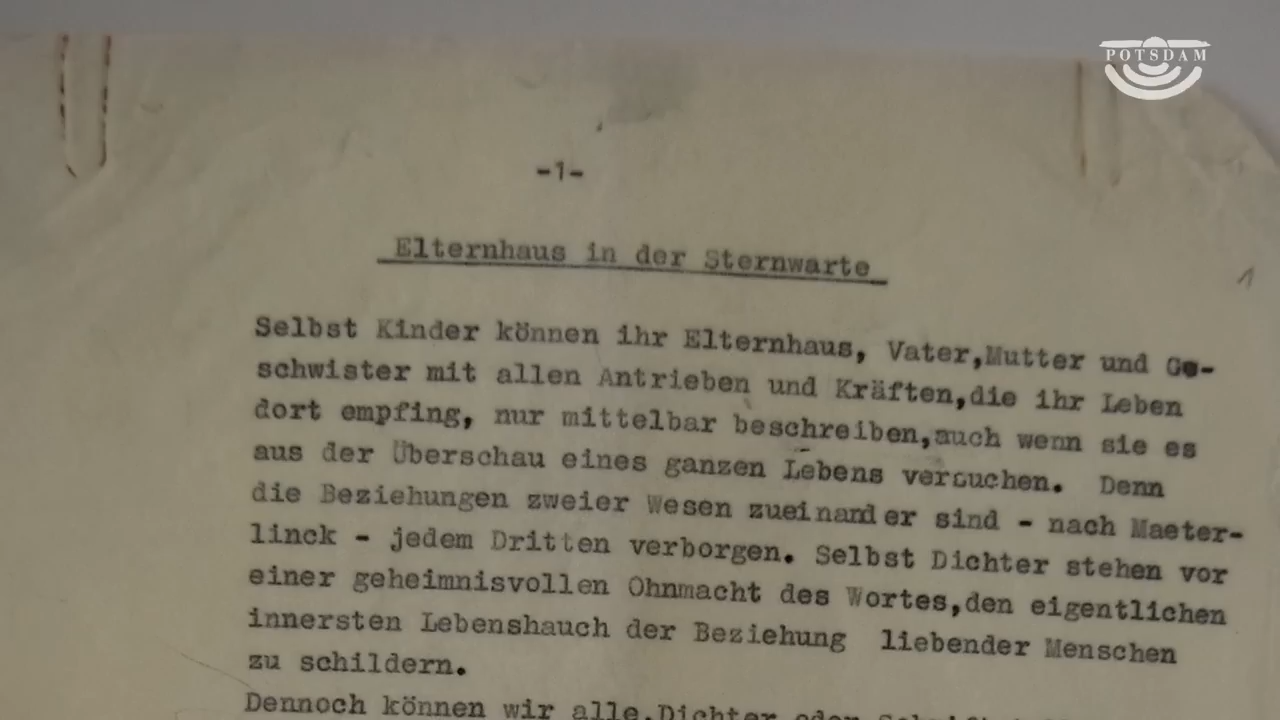 POTSDAM
-1-
Elternhaus in der Sternwarte
1
Selbst Kinder können ihr Elternhaus, Vater,Mutter und Ge-
schwister mit allen Antrieben und Kräften,die ihr Leben
dort empfing, nur mittelbar beschreiben,auch wenn sie es
aus der Überschau eines ganzen Lebens versuchen. Denn
die Beziehungen zweier Wesen zueinander sind - nach Maeter-
linck - jedem Dritten verborgen. Selbst Dichter stehen vor
einer geheimnisvollen Ohnmacht des Wortes,den eigentlichen
innersten Lebenshauch der Beziehung liebender Menschen
zu schildern.
Dennoch können wir alle,Dichter oder